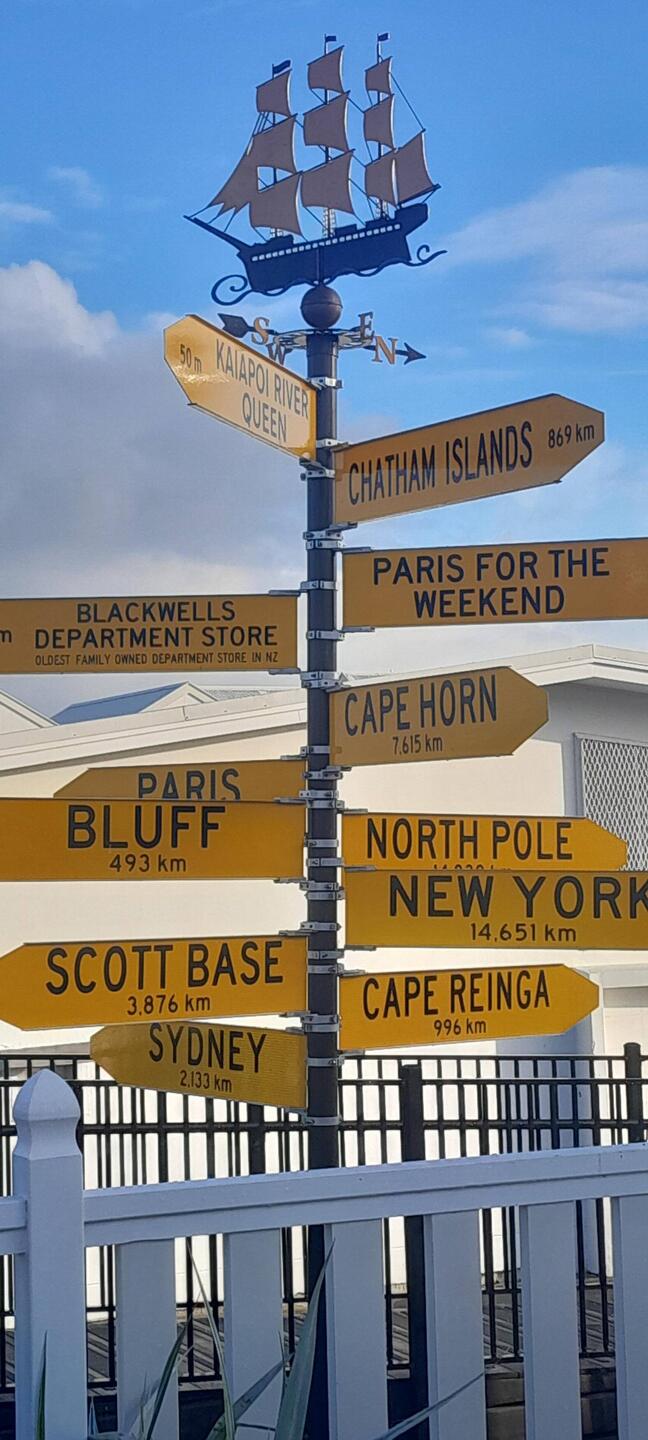 S
E
W
N
50 m
KAIAPOI RIVER
QUEEN
CHATHAM ISLANDS 869 km
PARIS FOR THE
WEEKEND
BLACKWELLS
m DEPARTMENT STORE
OLDEST FAMILY OWNED DEPARTMENT STORE IN NZ
CAPE HORN
7,615 km
PARIS
BLUFF
493 km
NORTH POLE
NEW YORK
14,651 km
SCOTT BASE
3,876 km
CAPE REINGA
996 km
SYDNEY
2,133 km